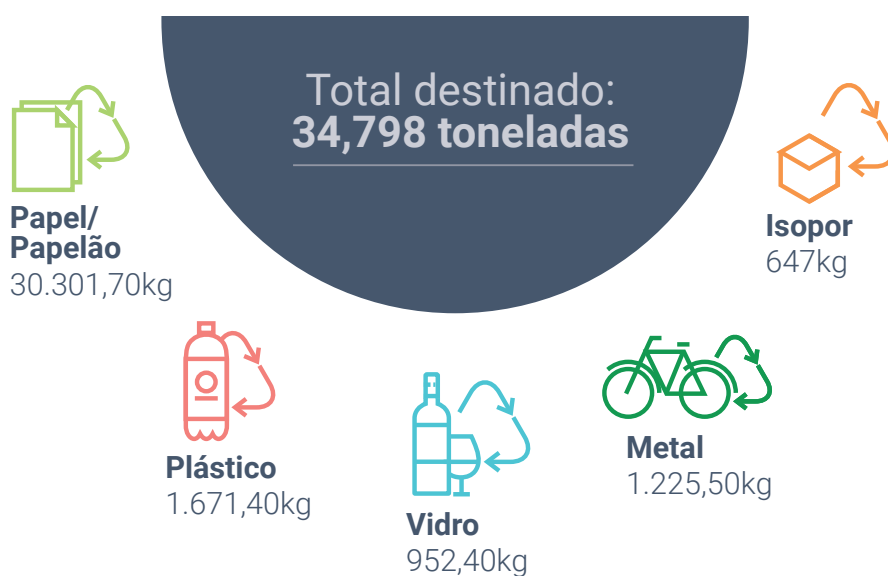 Total destinado:
34,798 toneladas
Papel/
Papelão
30.301,70kg
Plástico
1.671,40kg
Vidro
952,40kg
Metal
1.225,50kg
Isopor
647kg